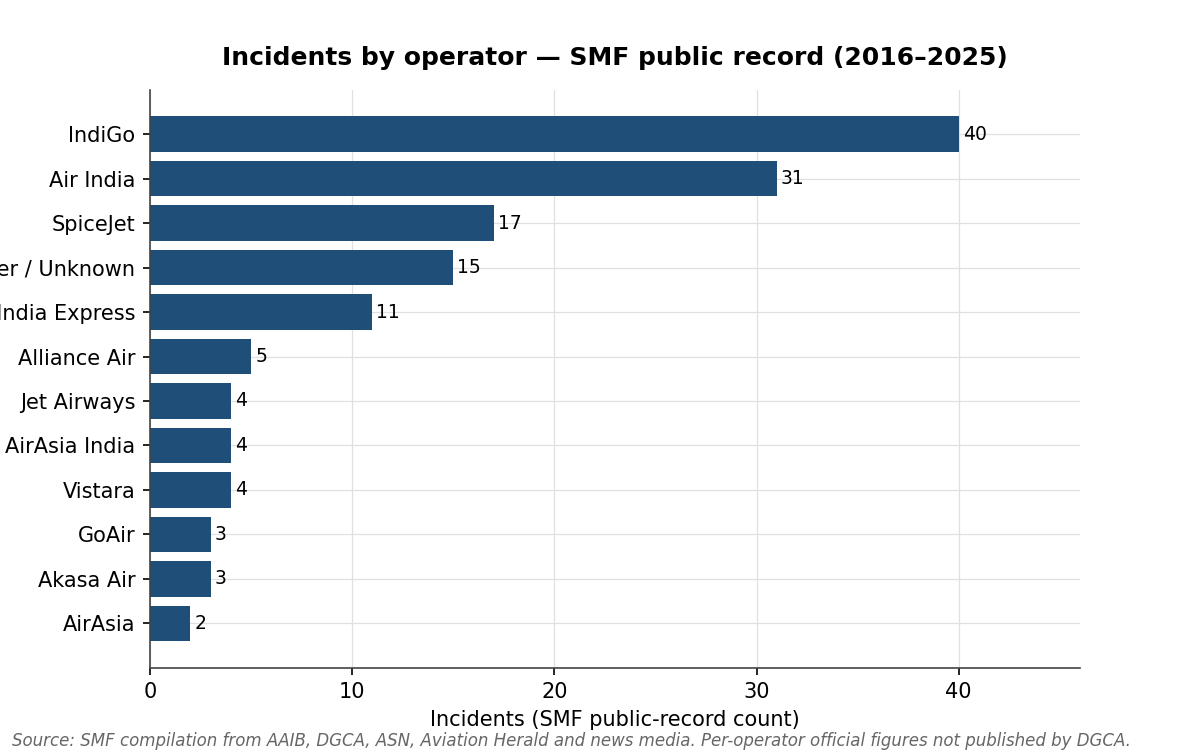 Incidents by operator — SMF public record (2016–2025)
IndiGo 40
Air India 31
SpiceJet 17
er / Unknown 15
India Express 11
Alliance Air 5
Jet Airways 4
AirAsia India 4
Vistara 4
GoAir 3
Akasa Air 3
AirAsia 2
0 10 20 30 40
Incidents (SMF public-record count)
Source: SMF compilation from AAIB, DGCA, ASN, Aviation Herald and news media. Per-operator official figures not published by DGCA.